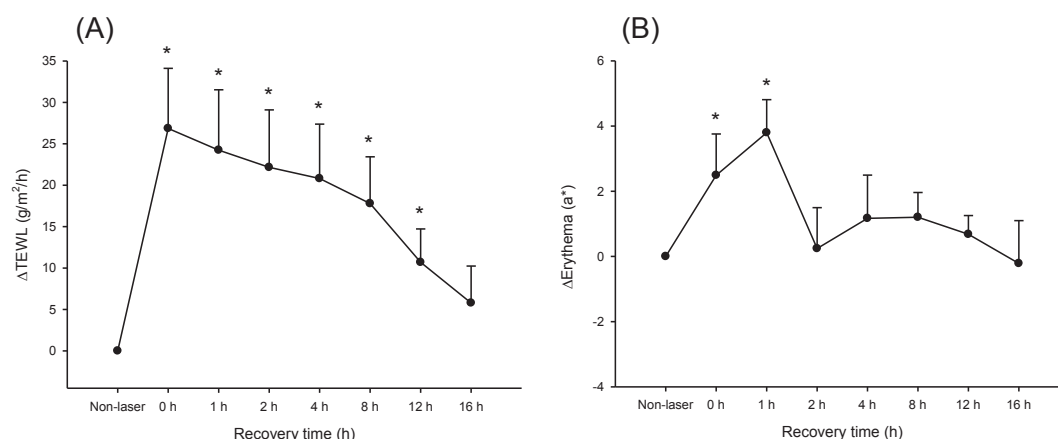 (A)
35
30
25
20
15
10
5
0
ΔTEWL (g/m²/h)
* * * * * *
Non-laser 0 h 1 h 2 h 4 h 8 h 12 h 16 h
Recovery time (h)
(B)
6
4
2
0
-2
-4
ΔErythema (a*)
* *
Non-laser 0 h 1 h 2 h 4 h 8 h 12 h 16 h
Recovery time (h)